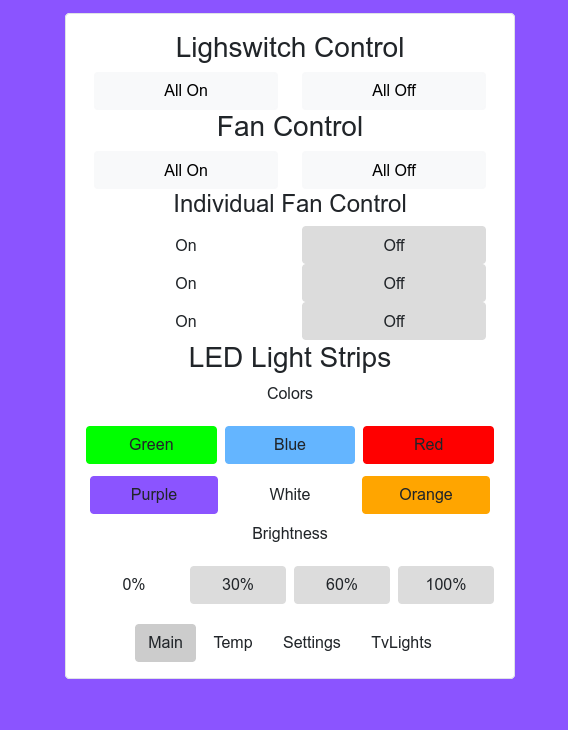 Lighswitch Control
All On All Off
Fan Control
All On All Off
Individual Fan Control
On Off
On Off
On Off
LED Light Strips
Colors
Green Blue Red
Purple White Orange
Brightness
0% 30% 60% 100%
Main Temp Settings TvLights